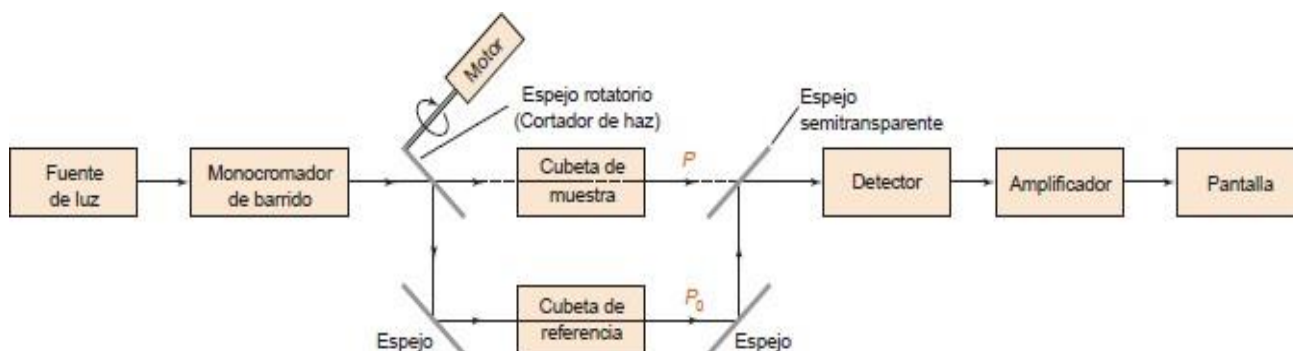 Motor
Espejo rotatorio
(Cortador de haz)
Espejo
semitransparente
Fuente
de luz
Monocromador
de barrido
Cubeta de
muestra
P
Detector
Amplificador
Pantalla
Espejo
Cubeta de
referencia
P0
Espejo